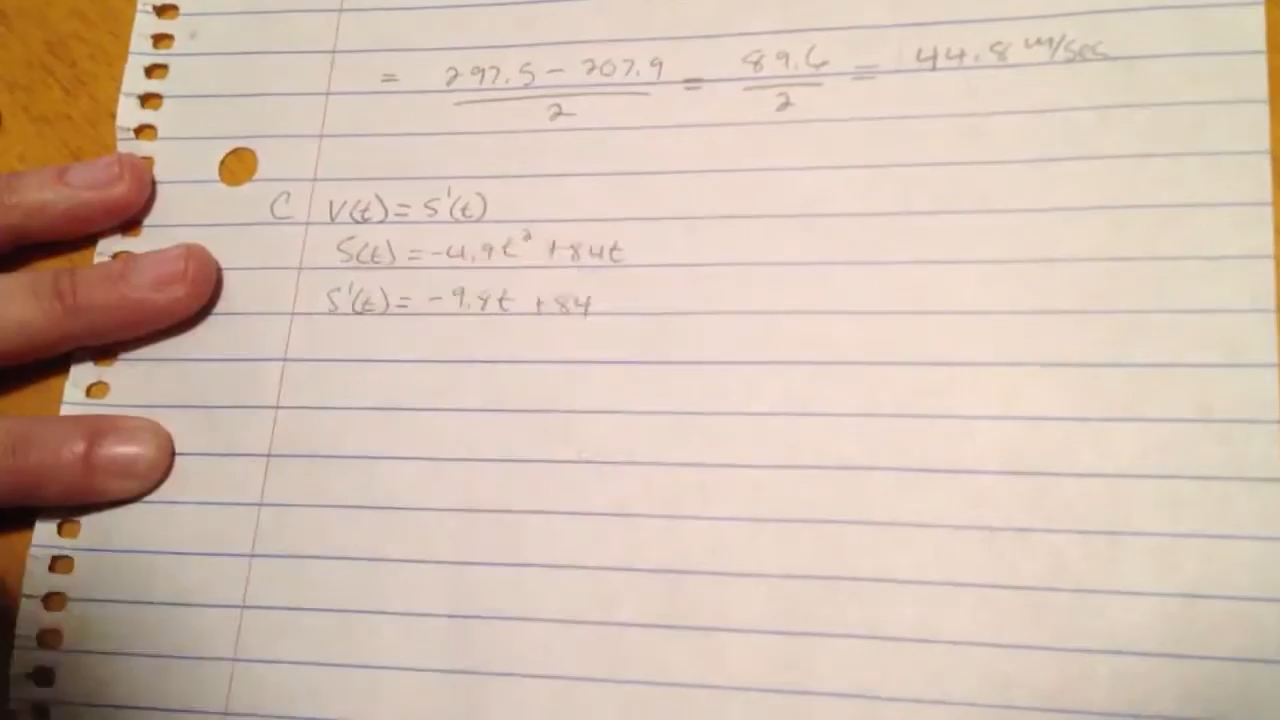 = 297.5 - 207.9 / 2 = 89.6 / 2 = 44.8 m/sec
C V(t) = S'(t)
S(t) = -4.9t² + 84t
S'(t) = -9.8t + 84